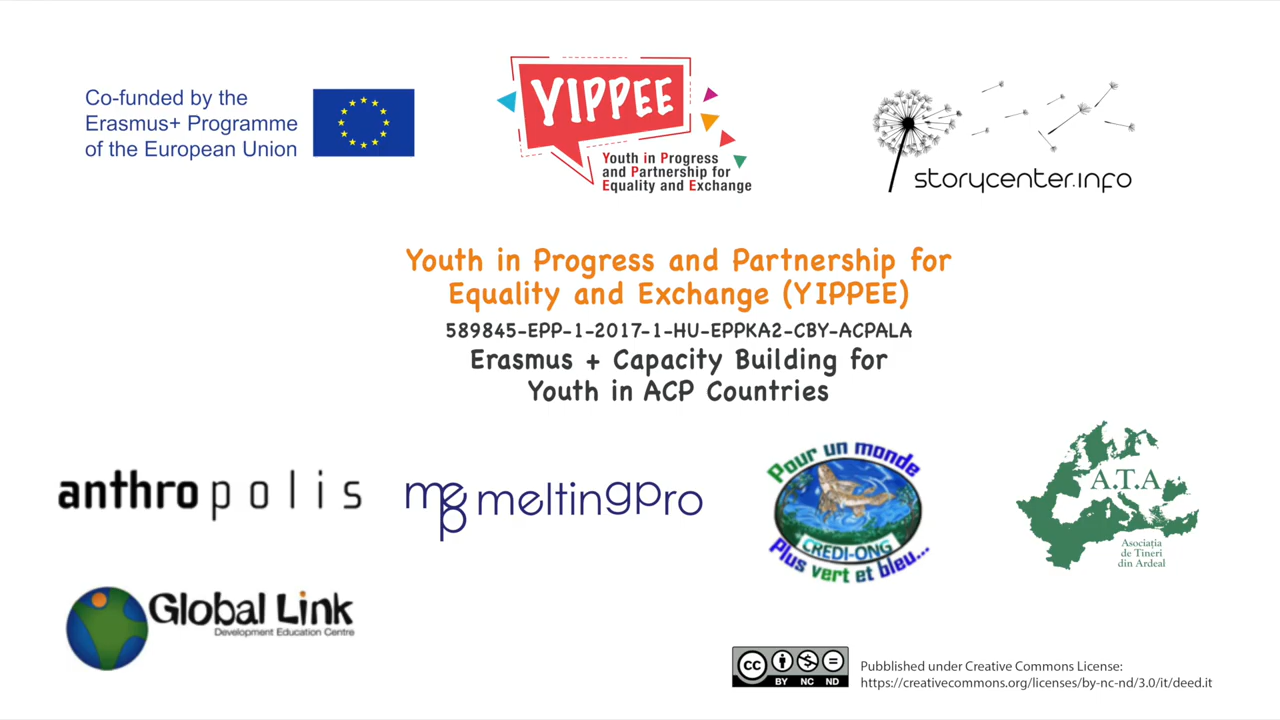 Co-funded by the
Erasmus+ Programme
of the European Union
YIPPEE
Youth in Progress
and Partnership for
Equality and Exchange
storycenter.info
Youth in Progress and Partnership for
Equality and Exchange (YIPPEE)
589845-EPP-1-2017-1-HU-EPPKA2-CBY-ACPALA
Erasmus + Capacity Building for
Youth in ACP Countries
anthropolis
mep meltingpro
Pour un monde
CREDI-ONG
Plus vert et bleu...
A.T.A.
Asociația
de Tineri
din Ardeal
Global Link
Development Education Centre
cc
BY NC ND
Pubblished under Creative Commons License:
https://creativecommons.org/licenses/by-nc-nd/3.0/it/deed.it